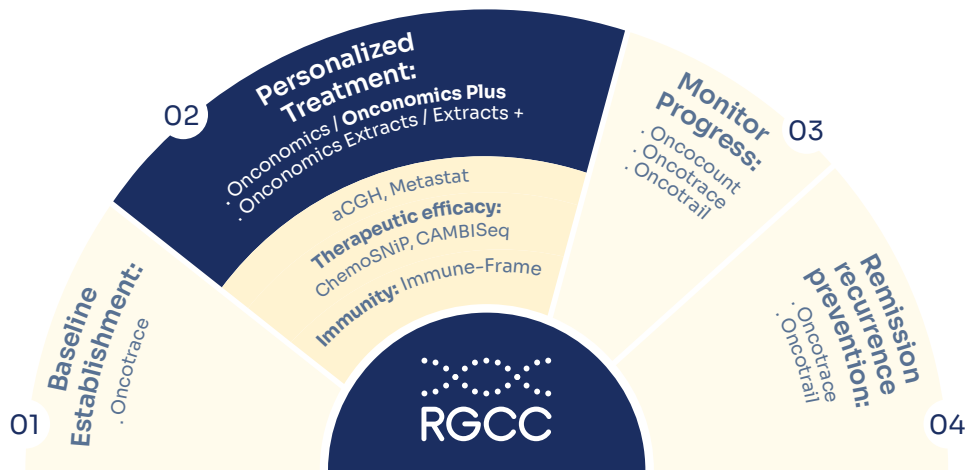 01
Baseline
Establishment:
· Oncotrace
02
Personalized
Treatment:
· Onconomics / Onconomics Plus
· Onconomics Extracts / Extracts +
aCGH, Metastat
Therapeutic efficacy:
ChemoSNiP, CAMBISeq
Immunity: Immune-Frame
03
Monitor
Progress:
· Oncocount
· Oncotrace
· Oncotrail
04
Remission
recurrence
prevention:
· Oncotrace
· Oncotrail
RGCC